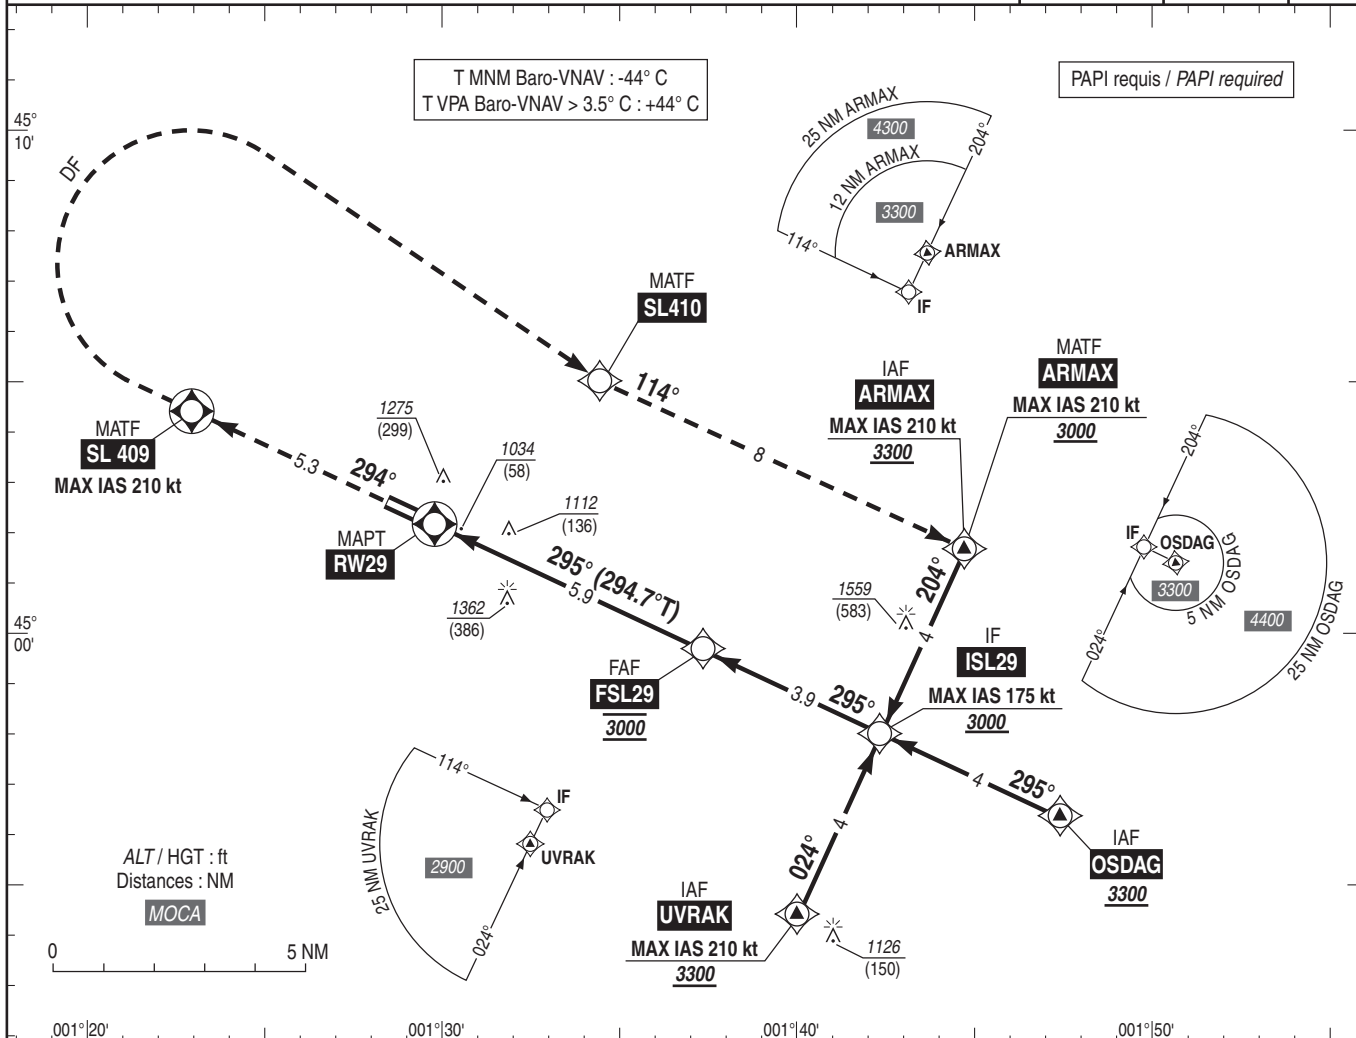 T MNM Baro-VNAV : -44° C
T VPA Baro-VNAV > 3.5° C : +44° C
PAPI requis / PAPI required
45°
10'
DF
25 NM ARMAX
4300
204°
12 NM ARMAX
3300
114°
ARMAX
IF
MATF
SL410
114°
8
IAF
ARMAX
MAX IAS 210 kt
3300
MATF
ARMAX
MAX IAS 210 kt
3000
MATF
SL 409
MAX IAS 210 kt
5.3
294°
1275
(299)
1034
(58)
1112
(136)
1362
(386)
MAPT
RW29
295° (294.7°T)
5.9
1559
(583)
204°
4
204°
IF
OSDAG
3300
5 NM OSDAG
4400
024°
25 NM OSDAG
45°
00'
FAF
FSL29
3000
3.9
295°
IF
ISL29
MAX IAS 175 kt
3000
4
295°
IAF
OSDAG
3300
114°
IF
UVRAK
25 NM UVRAK
2900
024°
024°
4
IAF
UVRAK
MAX IAS 210 kt
3300
1126
(150)
ALT / HGT : ft
Distances : NM
MOCA
0
5 NM
001°20'
001°30'
001°40'
001°50'